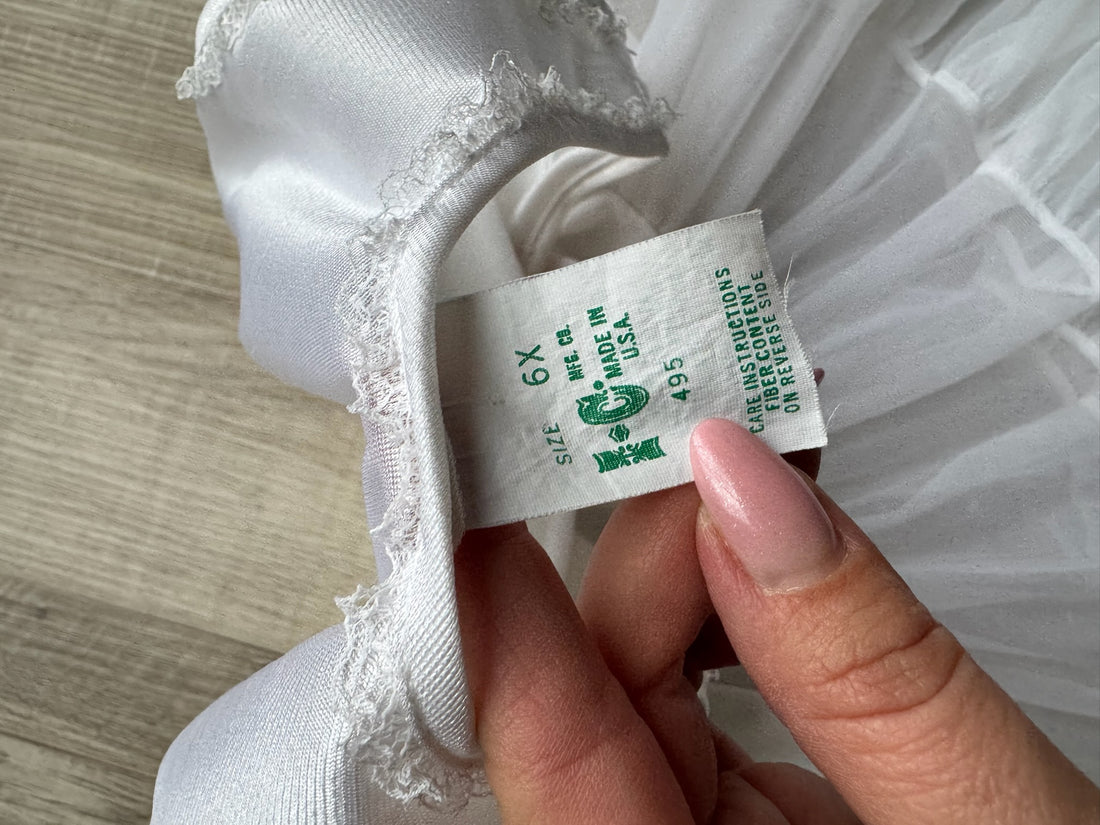 SIZE 6X
K·C. MFG. CO.
MADE IN
U.S.A.
495
CARE INSTRUCTIONS
FIBER CONTENT
ON REVERSE SIDE